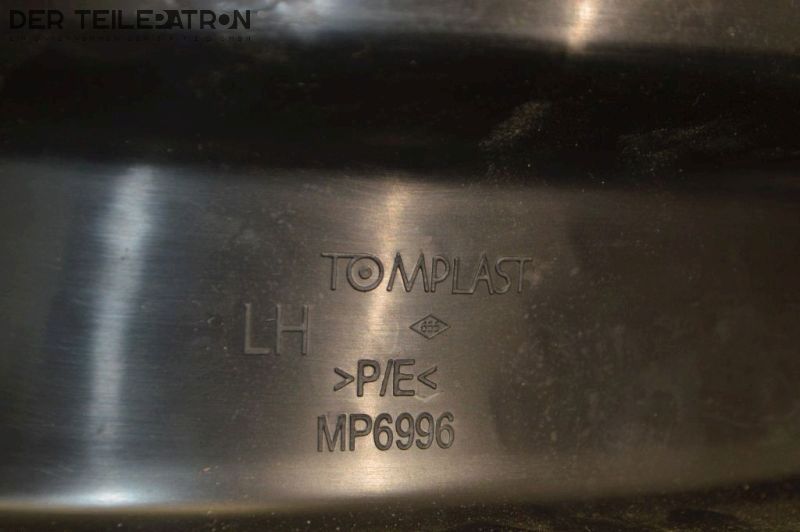 DER TEILEPATRON
TOMPLAST
LH
>P/E<
MP6996